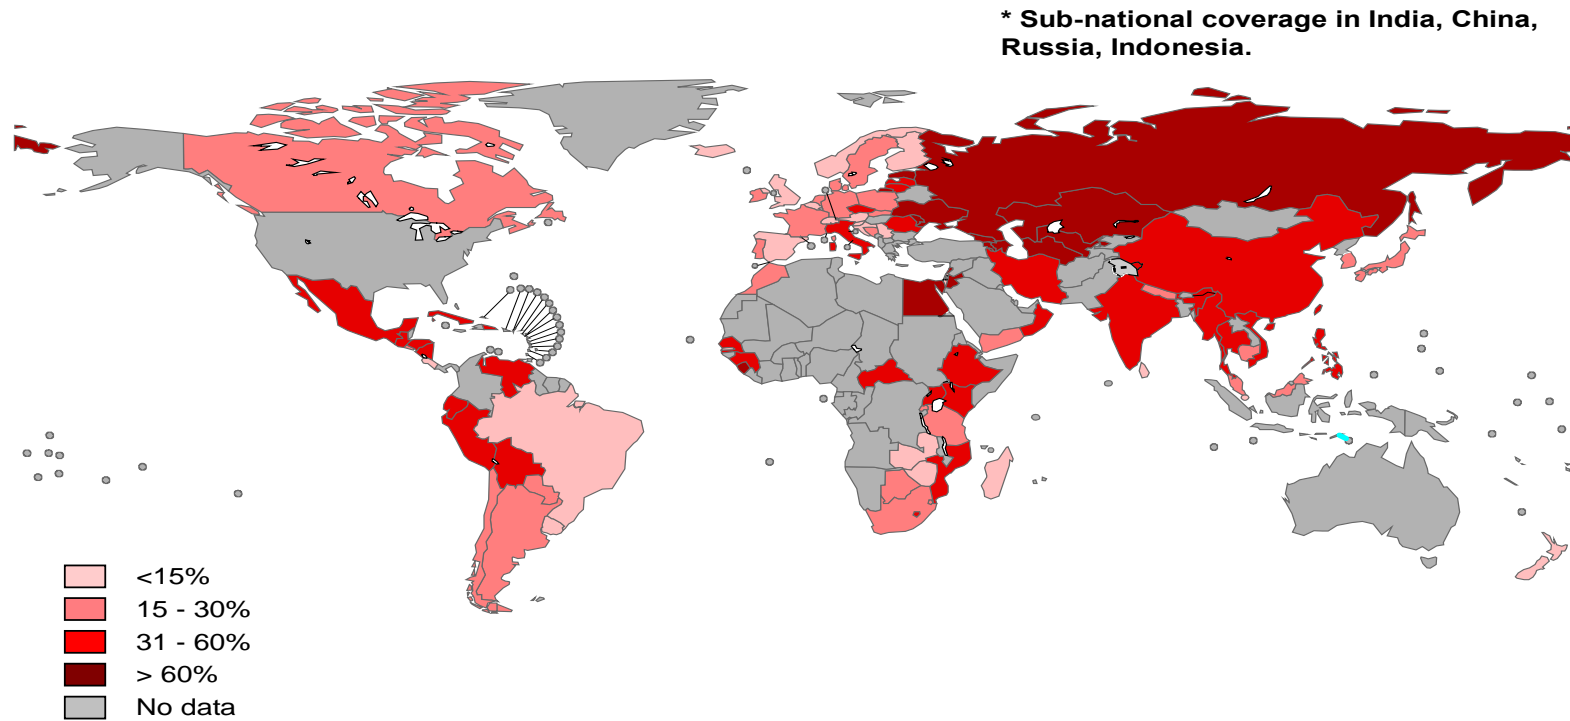 * Sub-national coverage in India, China,
Russia, Indonesia.
<15%
15 - 30%
31 - 60%
> 60%
No data